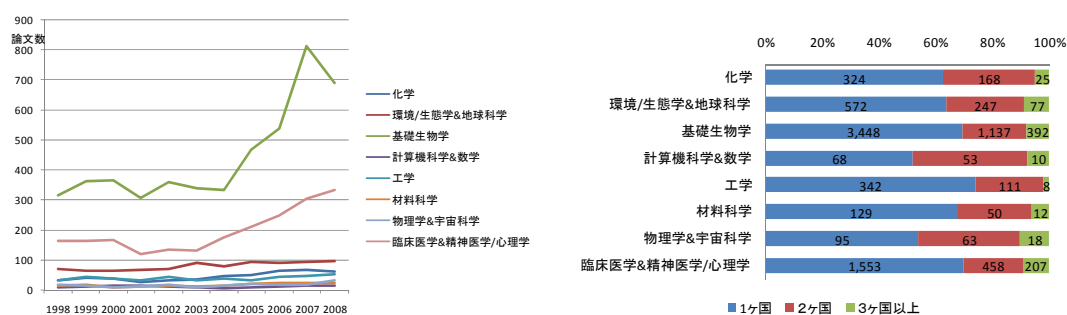 900
論文数
800
700
600
500
400
300
200
100
0
1998 1999 2000 2001 2002 2003 2004 2005 2006 2007 2008
化学
環境/生態学&地球科学
基礎生物学
計算機科学&数学
工学
材料科学
物理学&宇宙科学
臨床医学&精神医学/心理学
0% 20% 40% 60% 80% 100%
化学 324 168 25
環境/生態学&地球科学 572 247 77
基礎生物学 3,448 1,137 392
計算機科学&数学 68 53 10
工学 342 111 8
材料科学 129 50 12
物理学&宇宙科学 95 63 18
臨床医学&精神医学/心理学 1,553 458 207
1ヶ国 2ヶ国 3ヶ国以上